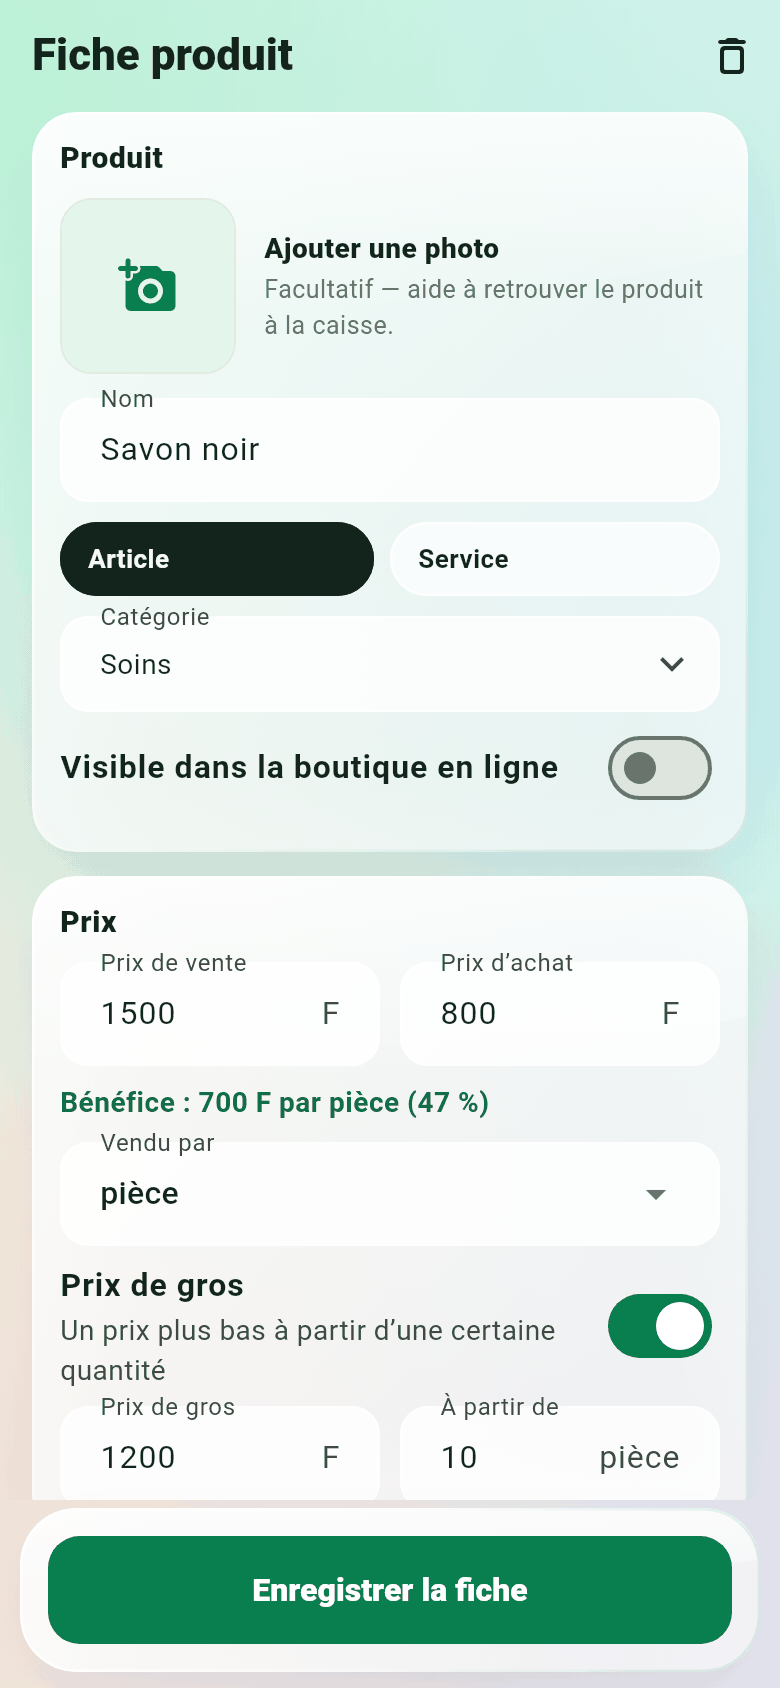 Fiche produit
Produit
Ajouter une photo
Facultatif — aide à retrouver le produit
à la caisse.
Nom
Savon noir
Article
Service
Catégorie
Soins
Visible dans la boutique en ligne
Prix
Prix de vente
1500 F
Prix d’achat
800 F
Bénéfice : 700 F par pièce (47 %)
Vendu par
pièce
Prix de gros
Un prix plus bas à partir d’une certaine
quantité
Prix de gros
1200 F
À partir de
10 pièce
Enregistrer la fiche